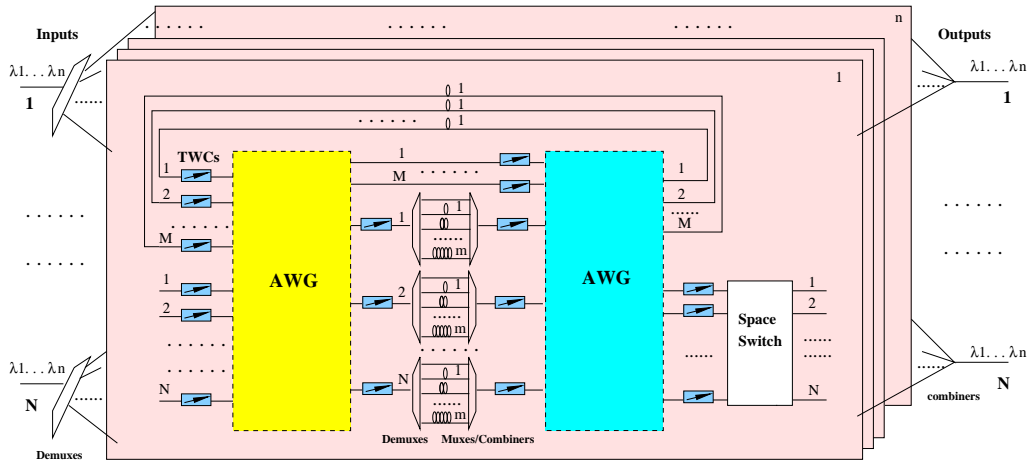 n
Inputs
Outputs
λ1. . . λn
1
1
1
1
1
1
λ1. . . λn
1
TWCs
1
2
M
1
2
N
AWG
1
M
1
1
m
2
1
m
N
1
m
Demuxes
Muxes/Combiners
AWG
1
2
M
Space
Switch
1
2
N
λ1. . . λn
N
Demuxes
λ1. . . λn
N
combiners